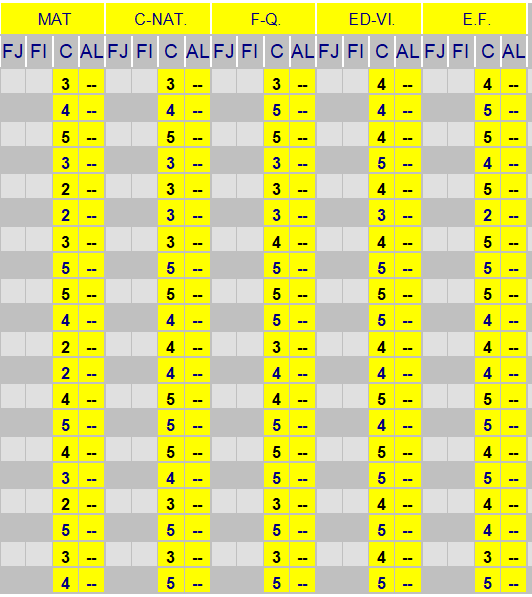 MAT C-NAT. F-Q. ED-VI. E.F.
FJ FI C AL FJ FI C AL FJ FI C AL FJ FI C AL FJ FI C AL
3 -- 3 -- 3 -- 4 -- 4 --
4 -- 4 -- 5 -- 4 -- 5 --
5 -- 5 -- 5 -- 4 -- 5 --
3 -- 3 -- 3 -- 5 -- 4 --
2 -- 3 -- 3 -- 4 -- 5 --
2 -- 3 -- 3 -- 3 -- 2 --
3 -- 3 -- 4 -- 4 -- 5 --
5 -- 5 -- 5 -- 5 -- 5 --
5 -- 5 -- 5 -- 5 -- 5 --
4 -- 4 -- 5 -- 5 -- 4 --
2 -- 4 -- 3 -- 4 -- 4 --
2 -- 4 -- 4 -- 4 -- 4 --
4 -- 5 -- 4 -- 5 -- 5 --
5 -- 5 -- 5 -- 4 -- 5 --
4 -- 5 -- 5 -- 5 -- 4 --
3 -- 4 -- 5 -- 5 -- 5 --
2 -- 3 -- 3 -- 4 -- 4 --
5 -- 5 -- 5 -- 5 -- 4 --
3 -- 3 -- 3 -- 4 -- 3 --
4 -- 5 -- 5 -- 5 -- 5 --